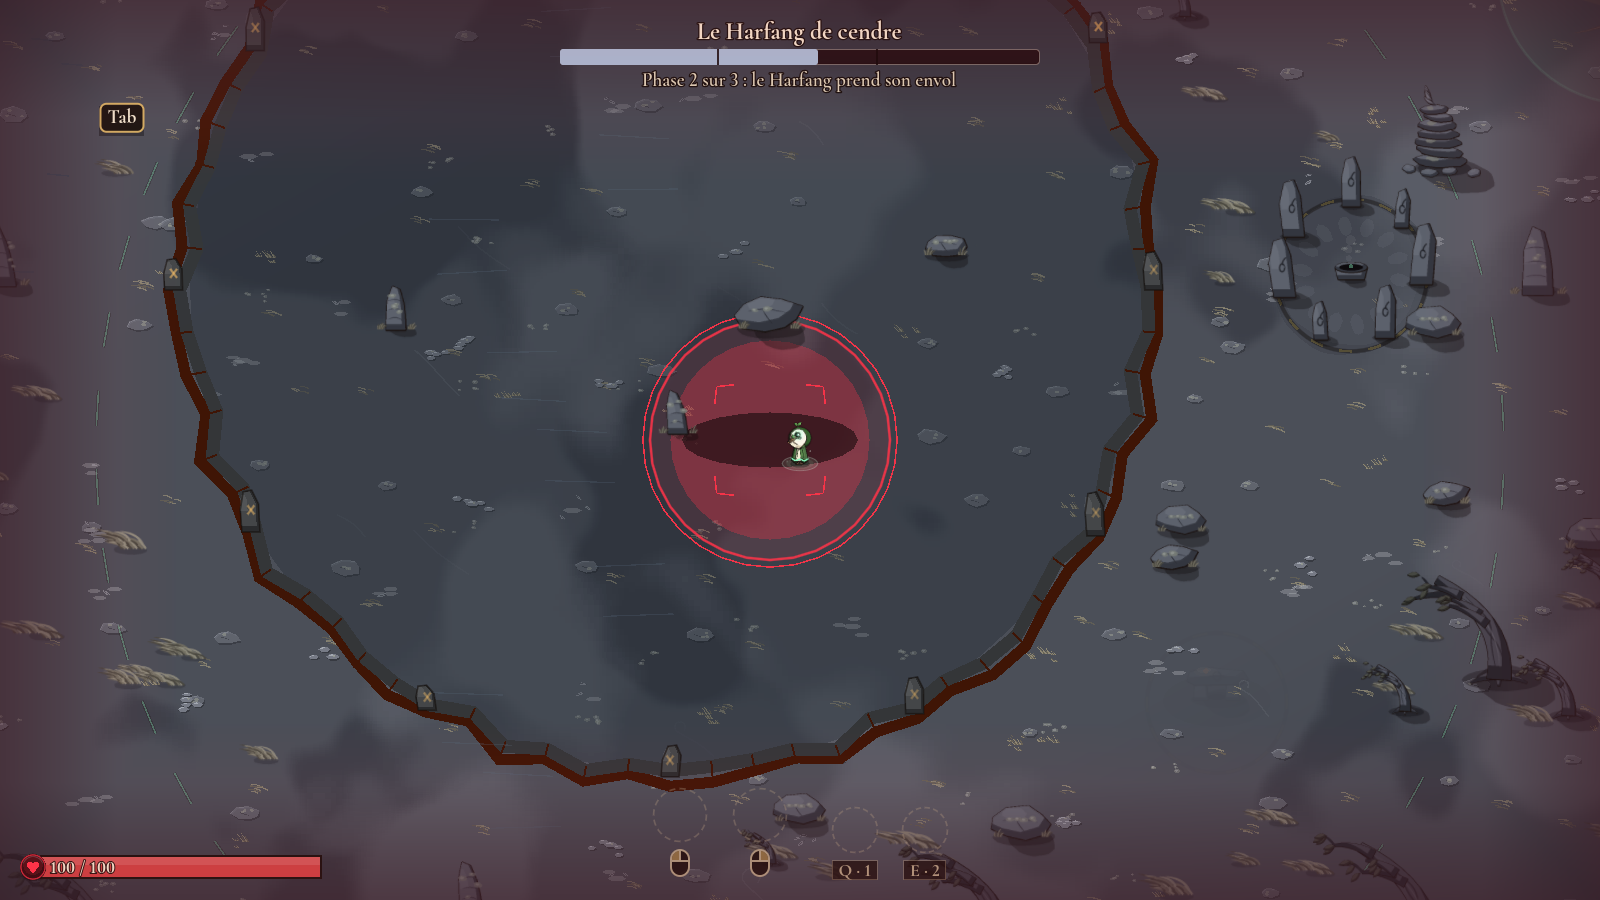 Le Harfang de cendre
Phase 2 sur 3 : le Harfang prend son envol
Tab
100 / 100
Q · 1
E · 2